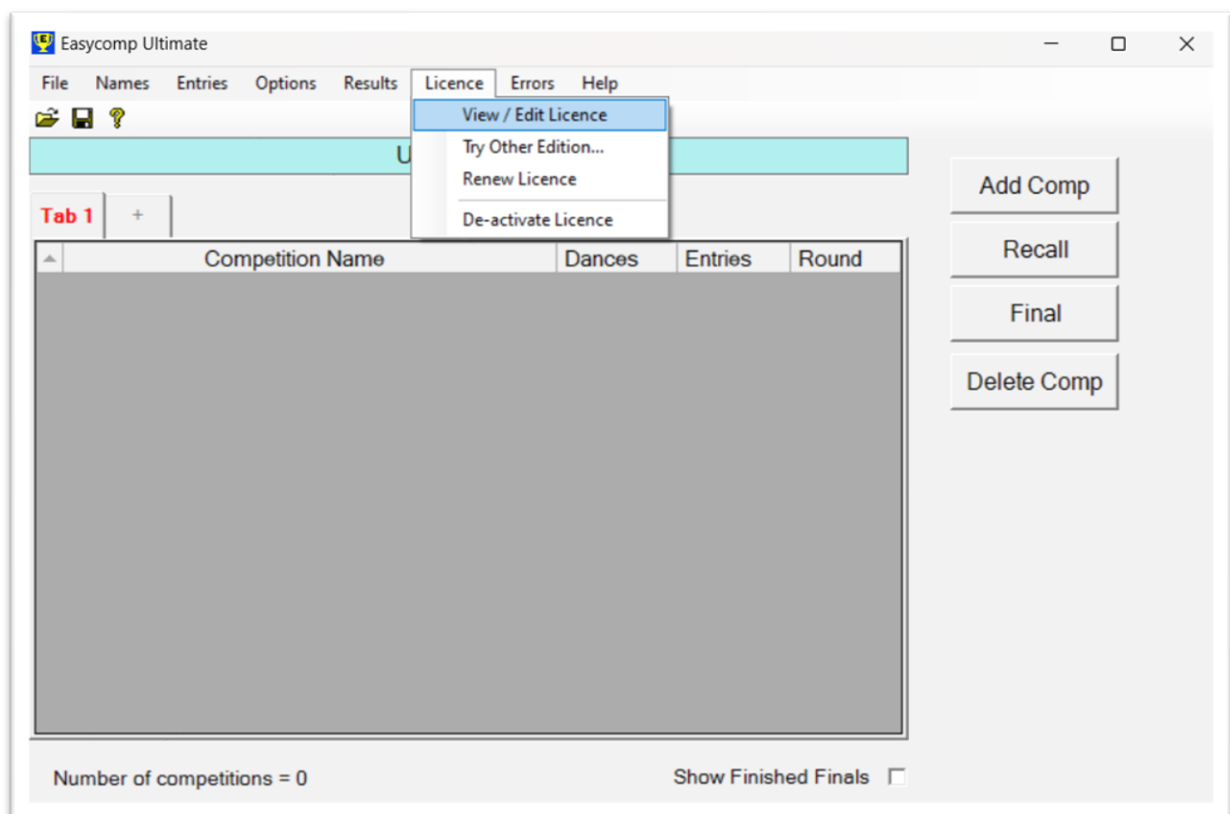 Easycomp Ultimate
File Names Entries Options Results Licence Errors Help
View / Edit Licence
U
Try Other Edition...
Renew Licence
De-activate Licence
Tab 1 +
Competition Name Dances Entries Round
Add Comp
Recall
Final
Delete Comp
Number of competitions = 0 Show Finished Finals